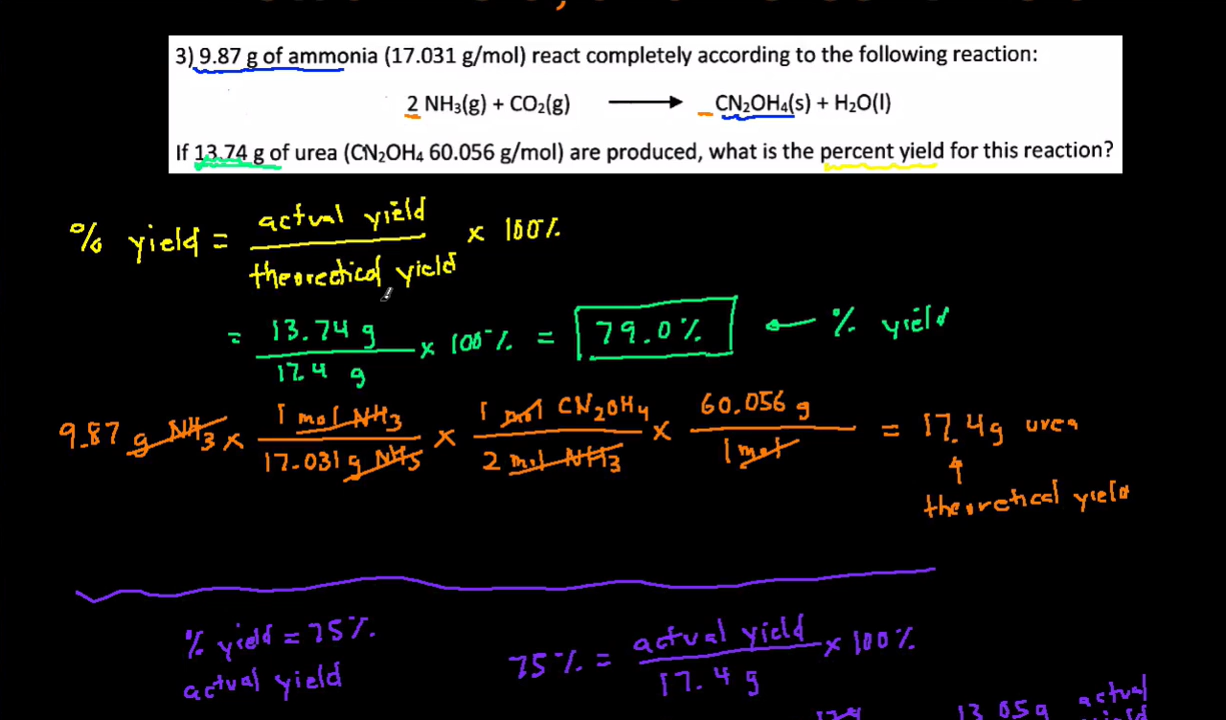 3) 9.87 g of ammonia (17.031 g/mol) react completely according to the following reaction:
2 NH₃(g) + CO₂(g) ⟶ _ CN₂OH₄(s) + H₂O(l)
If 13.74 g of urea (CN₂OH₄ 60.056 g/mol) are produced, what is the percent yield for this reaction?
% yield = actual yield / theorectical yield × 100%
= 13.74 g / 17.4 g × 100% = 79.0% ← % yield
9.87 g NH₃ × 1 mol NH₃ / 17.031 g NH₃ × 1 mol CN₂OH₄ / 2 mol NH₃ × 60.056 g / 1 mol = 17.4g urea
↑
theoretical yield
% yield = 75%
actual yield
75% = actual yield / 17.4 g × 100%
13.05g actual